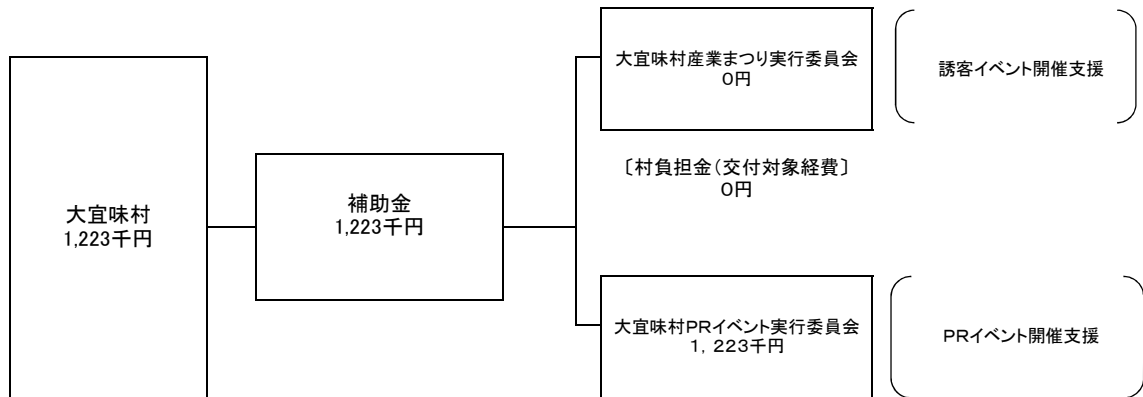 大宜味村
1,223千円
補助金
1,223千円
大宜味村産業まつり実行委員会
0円
誘客イベント開催支援
〔村負担金(交付対象経費〕
0円
大宜味村PRイベント実行委員会
1,223千円
PRイベント開催支援